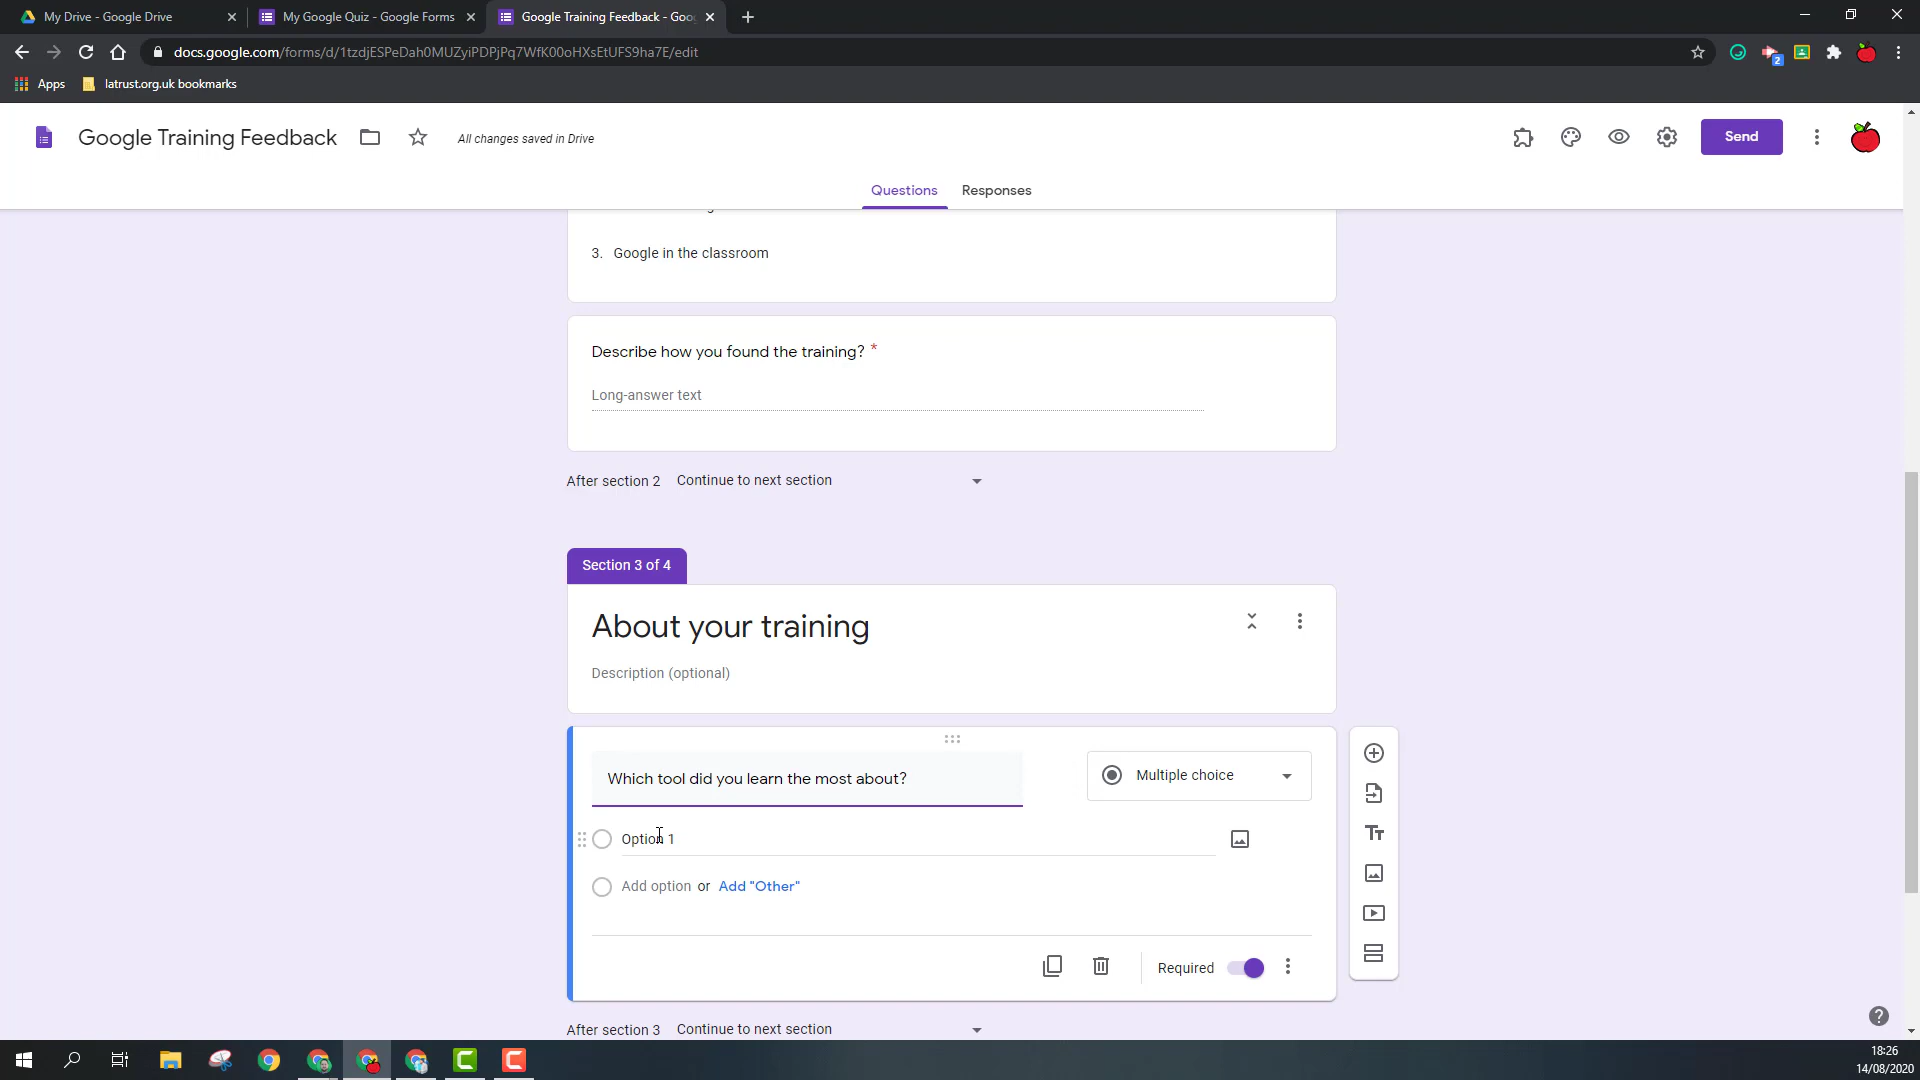 My Drive - Google Drive
My Google Quiz - Google Forms
Google Training Feedback - Goo
docs.google.com/forms/d/1tzdjESPeDah0MUZyiPDPjPq7WfK00oHXsEtUFS9ha7E/edit
2
Apps
latrust.org.uk bookmarks
Google Training Feedback
All changes saved in Drive
Send
Questions
Responses
3. Google in the classroom
Describe how you found the training? *
Long-answer text
After section 2 Continue to next section
Section 3 of 4
About your training
Description (optional)
Which tool did you learn the most about?
Multiple choice
Option 1
Add option or Add "Other"
Required
After section 3 Continue to next section
18:26
14/08/2020